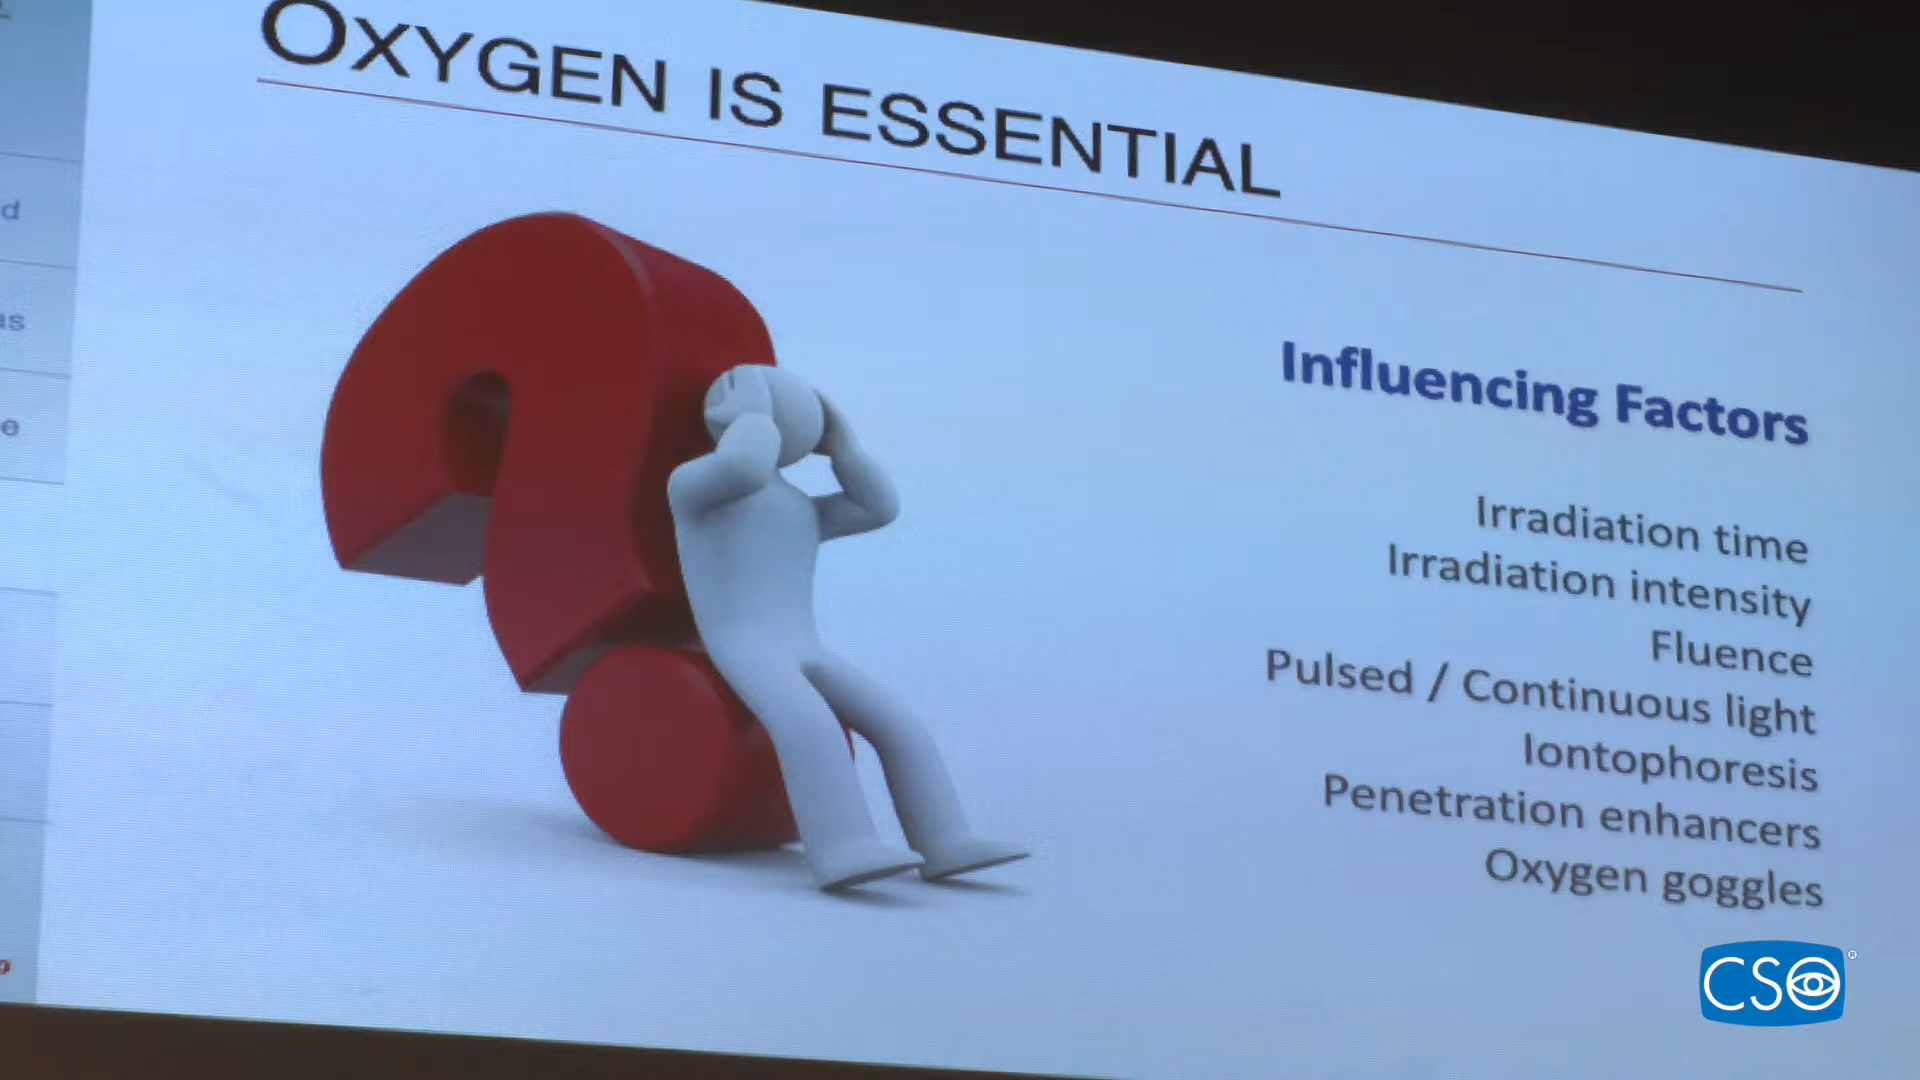 OXYGEN IS ESSENTIAL
Influencing Factors
Irradiation time
Irradiation intensity
Fluence
Pulsed / Continuous light
Iontophoresis
Penetration enhancers
Oxygen goggles
CSO®
d
as
e